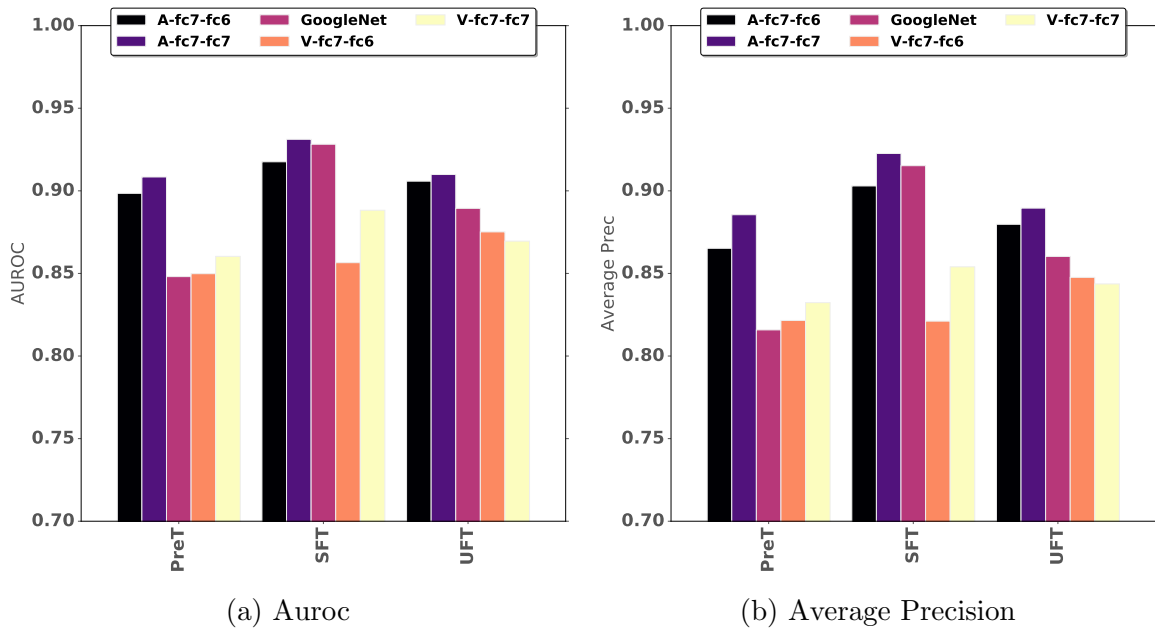 A-fc7-fc6 GoogleNet V-fc7-fc7
A-fc7-fc7 V-fc7-fc6
1.00
0.95
0.90
0.85
0.80
0.75
0.70
AUROC
PreT SFT UFT
(a) Auroc
A-fc7-fc6 GoogleNet V-fc7-fc7
A-fc7-fc7 V-fc7-fc6
1.00
0.95
0.90
0.85
0.80
0.75
0.70
Average Prec
PreT SFT UFT
(b) Average Precision